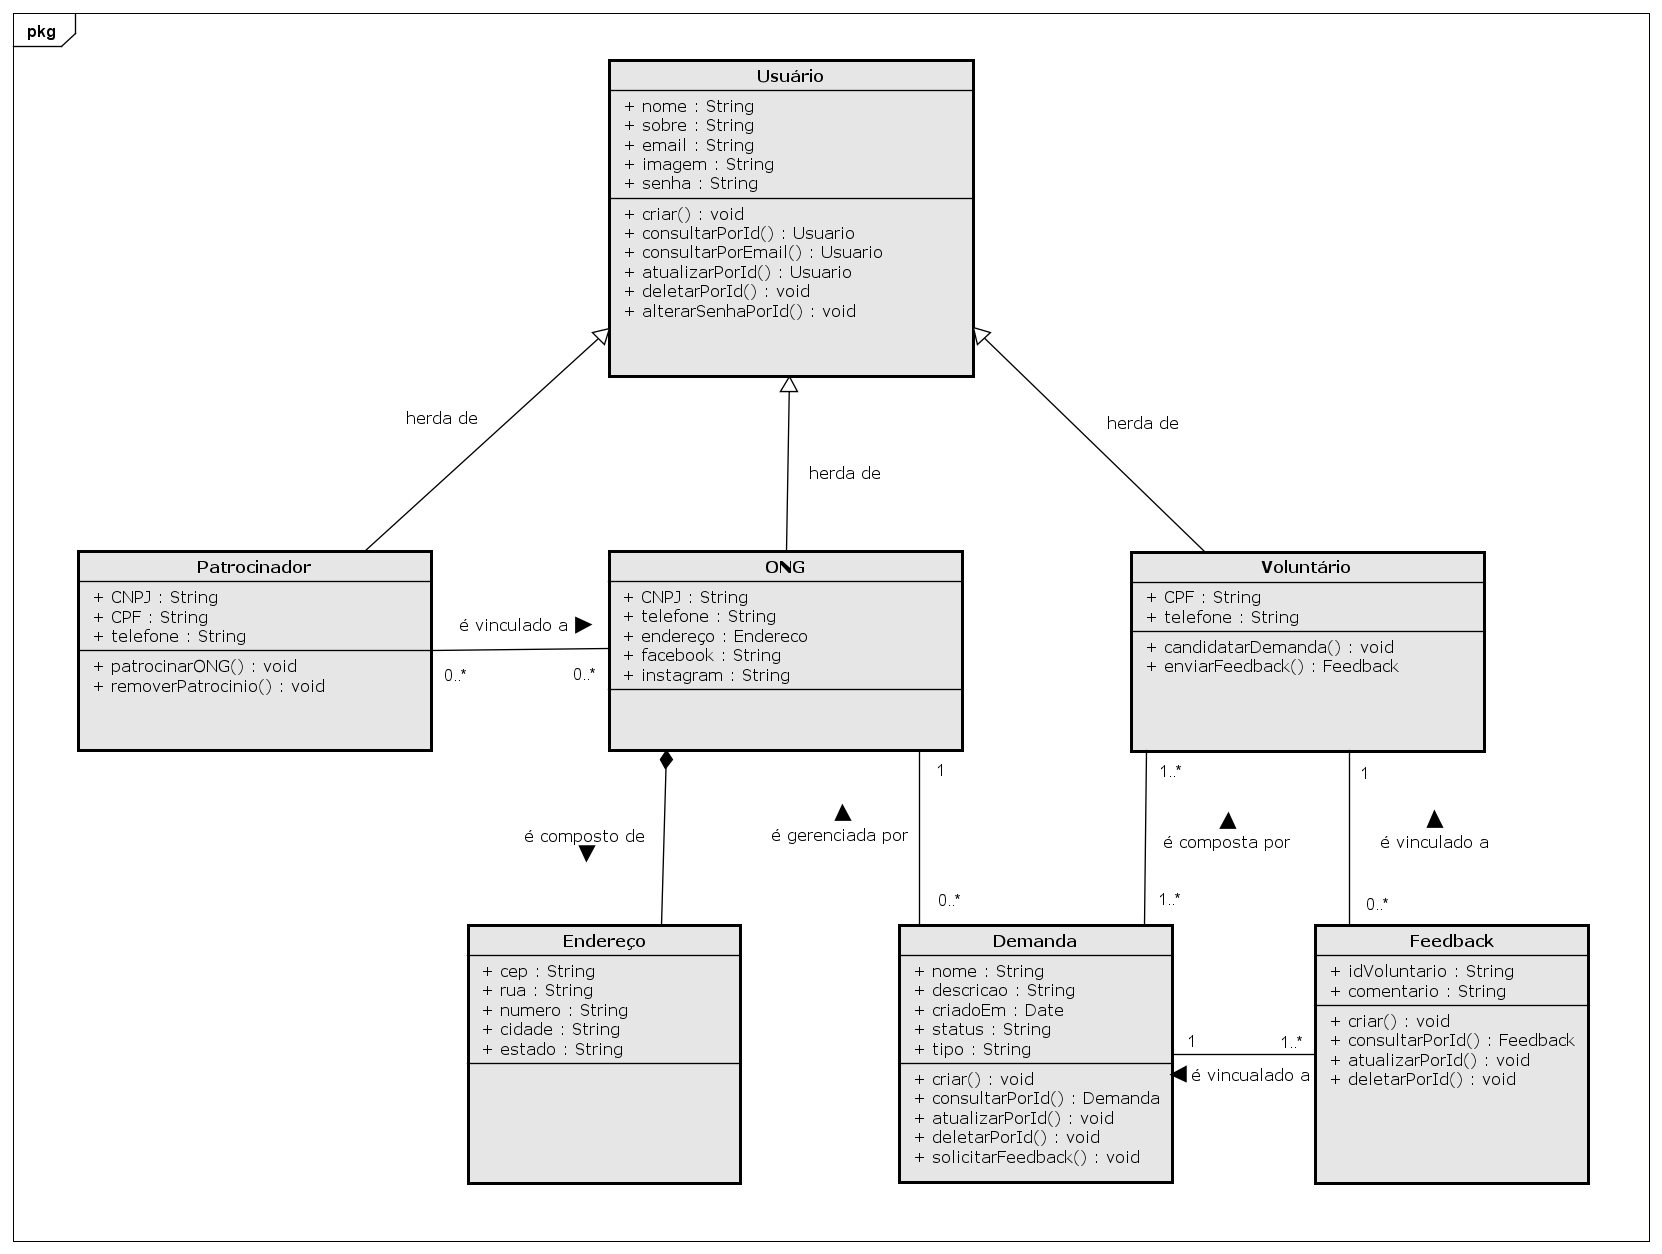 pkg
Usuário
+ nome : String
+ sobre : String
+ email : String
+ imagem : String
+ senha : String
+ criar() : void
+ consultarPorId() : Usuario
+ consultarPorEmail() : Usuario
+ atualizarPorId() : Usuario
+ deletarPorId() : void
+ alterarSenhaPorId() : void
herda de
herda de
herda de
Patrocinador
+ CNPJ : String
+ CPF : String
+ telefone : String
+ patrocinarONG() : void
+ removerPatrocinio() : void
é vinculado a
0..*
0..*
ONG
+ CNPJ : String
+ telefone : String
+ endereço : Endereco
+ facebook : String
+ instagram : String
Voluntário
+ CPF : String
+ telefone : String
+ candidatarDemanda() : void
+ enviarFeedback() : Feedback
é composto de
1
é gerenciada por
0..*
1..*
é composta por
1..*
1
é vinculado a
0..*
Endereço
+ cep : String
+ rua : String
+ numero : String
+ cidade : String
+ estado : String
Demanda
+ nome : String
+ descricao : String
+ criadoEm : Date
+ status : String
+ tipo : String
+ criar() : void
+ consultarPorId() : Demanda
+ atualizarPorId() : void
+ deletarPorId() : void
+ solicitarFeedback() : void
1
1..*
é vincualado a
Feedback
+ idVoluntario : String
+ comentario : String
+ criar() : void
+ consultarPorId() : Feedback
+ atualizarPorId() : void
+ deletarPorId() : void